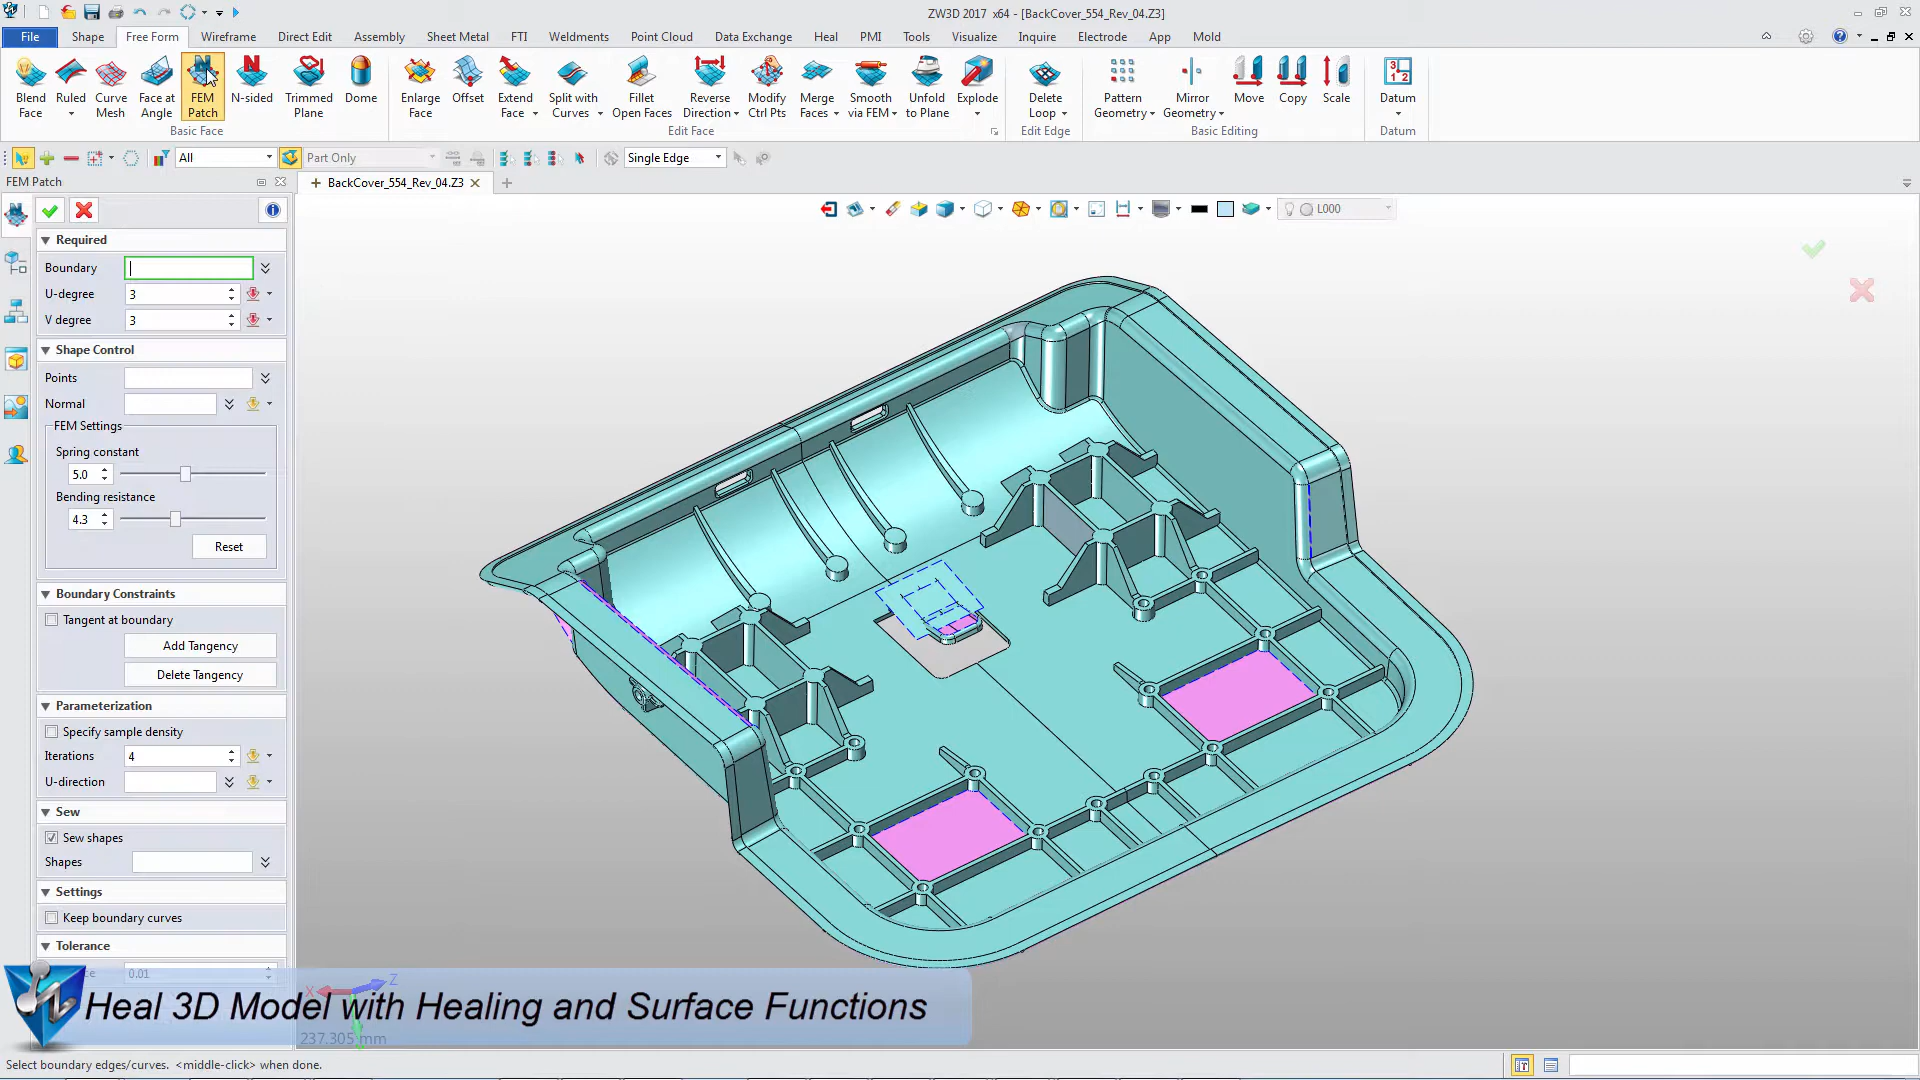 ZW3D 2017 x64 - [BackCover_554_Rev_04.Z3]
File Shape Free Form Wireframe Direct Edit Assembly Sheet Metal FTI Weldments Point Cloud Data Exchange Heal PMI Tools Visualize Inquire Electrode App Mold
Blend Face
Ruled
Curve Mesh
Face at Angle
FEM Patch
N-sided
Trimmed Plane
Dome
Enlarge Face
Offset
Extend Face
Split with Curves
Fillet Open Faces
Reverse Direction
Modify Ctrl Pts
Merge Faces
Smooth via FEM
Unfold to Plane
Explode
Delete Loop
Pattern Geometry
Mirror Geometry
Move
Copy
Scale
Datum
Basic Face
Edit Face
Edit Edge
Basic Editing
Datum
All
Part Only
Single Edge
FEM Patch
BackCover_554_Rev_04.Z3
L000
Required
Boundary
U-degree 3
V degree 3
Shape Control
Points
Normal
FEM Settings
Spring constant
5.0
Bending resistance
4.3
Reset
Boundary Constraints
Tangent at boundary
Add Tangency
Delete Tangency
Parameterization
Specify sample density
Iterations 4
U-direction
Sew
Sew shapes
Shapes
Settings
Keep boundary curves
Tolerance
0.01
X
Z
Heal 3D Model with Healing and Surface Functions
237.305 mm
Select boundary edges/curves. <middle-click> when done.